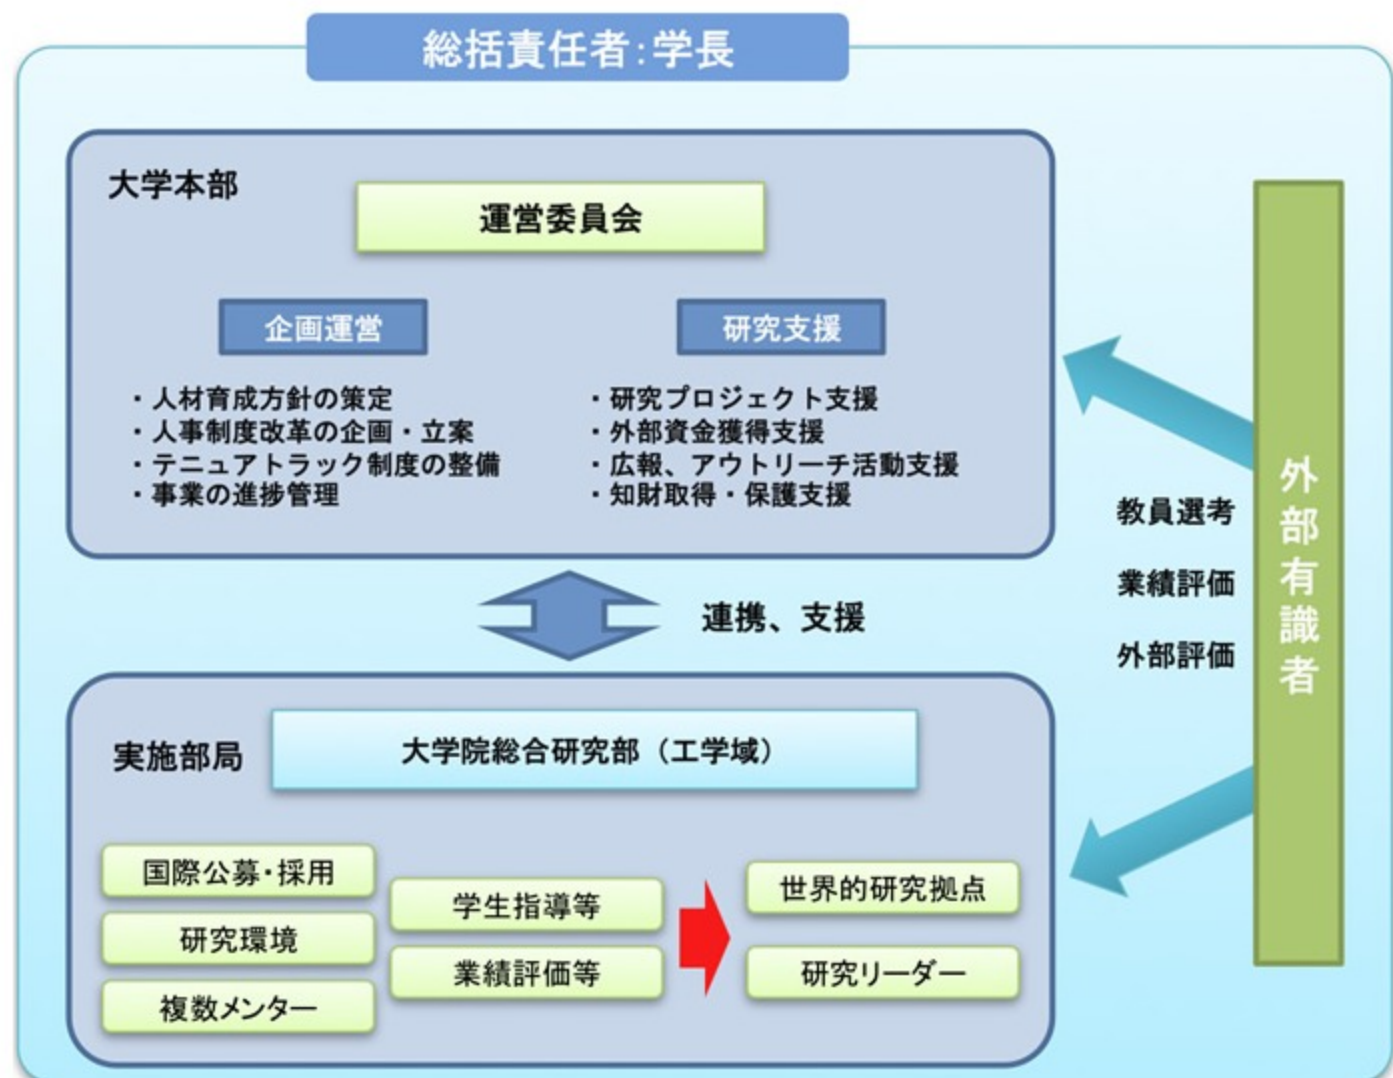 総括責任者:学長
大学本部
運営委員会
企画運営
・人材育成方針の策定
・人事制度改革の企画・立案
・テニュアトラック制度の整備
・事業の進捗管理
研究支援
・研究プロジェクト支援
・外部資金獲得支援
・広報、アウトリーチ活動支援
・知財取得・保護支援
連携、支援
実施部局
大学院総合研究部（工学域）
国際公募・採用
研究環境
複数メンター
学生指導等
業績評価等
世界的研究拠点
研究リーダー
教員選考
業績評価
外部評価
外部有識者